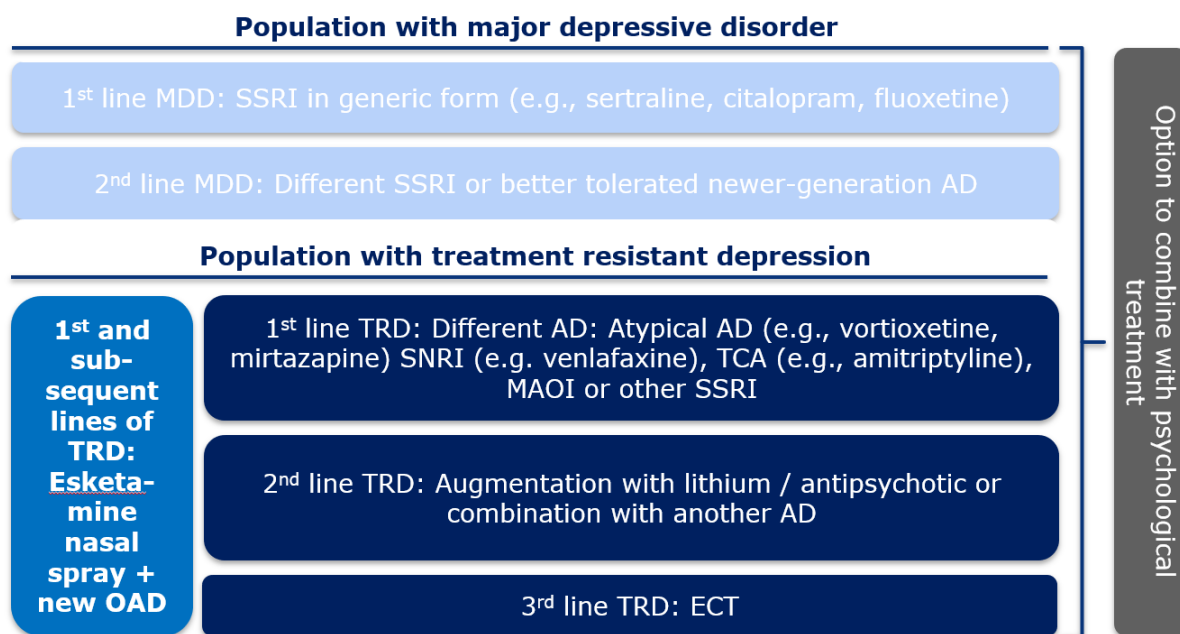 Population with major depressive disorder
1st line MDD: SSRI in generic form (e.g., sertraline, citalopram, fluoxetine)
2nd line MDD: Different SSRI or better tolerated newer-generation AD
Population with treatment resistant depression
1st and
sub-
sequent
lines of
TRD:
Esketa-
mine
nasal
spray +
new OAD
1st line TRD: Different AD: Atypical AD (e.g., vortioxetine,
mirtazapine) SNRI (e.g. venlafaxine), TCA (e.g., amitriptyline),
MAOI or other SSRI
2nd line TRD: Augmentation with lithium / antipsychotic or
combination with another AD
3rd line TRD: ECT
Option to combine with psychological
treatment